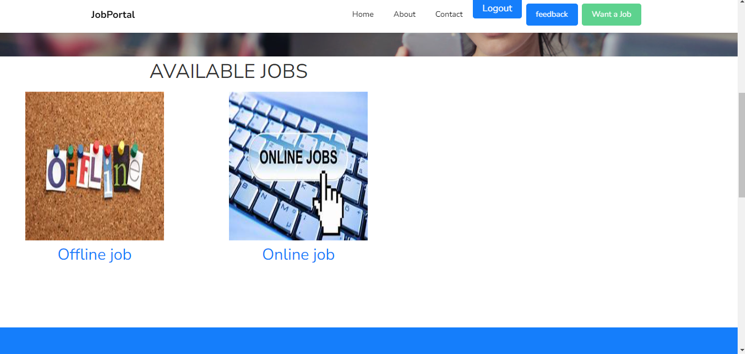 JobPortal
Home About Contact Logout feedback Want a Job
AVAILABLE JOBS
OFFLine
ONLINE JOBS
Offline job
Online job